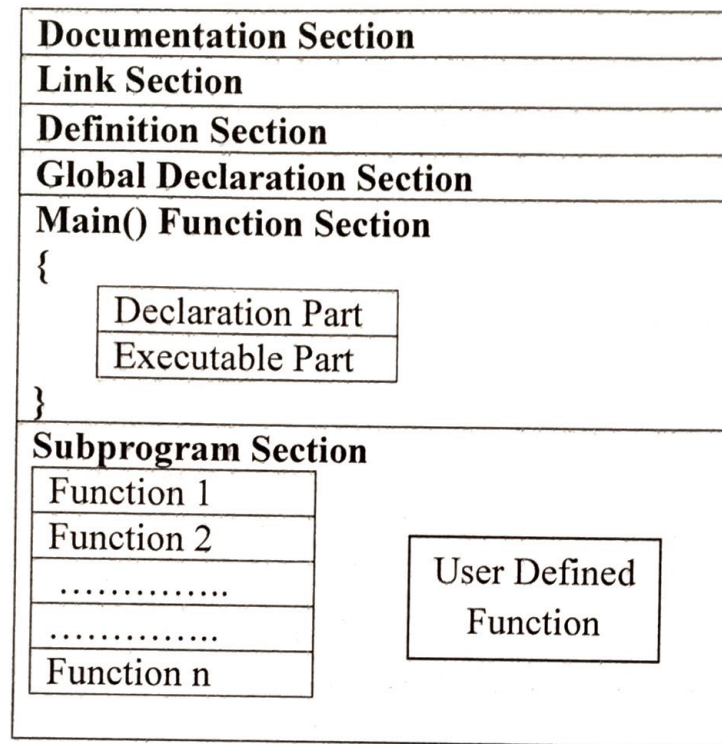 Documentation Section
Link Section
Definition Section
Global Declaration Section
Main() Function Section
{
Declaration Part
Executable Part
}
Subprogram Section
Function 1
Function 2
..............
..............
Function n
User Defined
Function